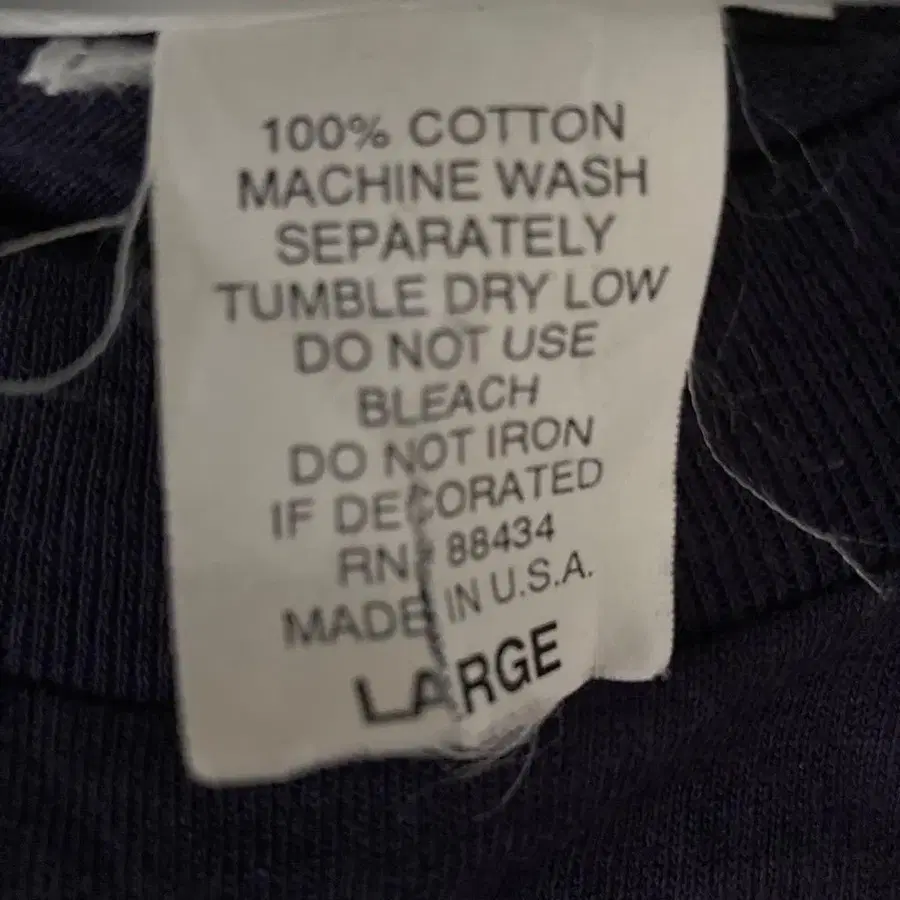 100% COTTON
MACHINE WASH
SEPARATELY
TUMBLE DRY LOW
DO NOT USE
BLEACH
DO NOT IRON
IF DECORATED
RN# 88434
MADE IN U.S.A.
LARGE